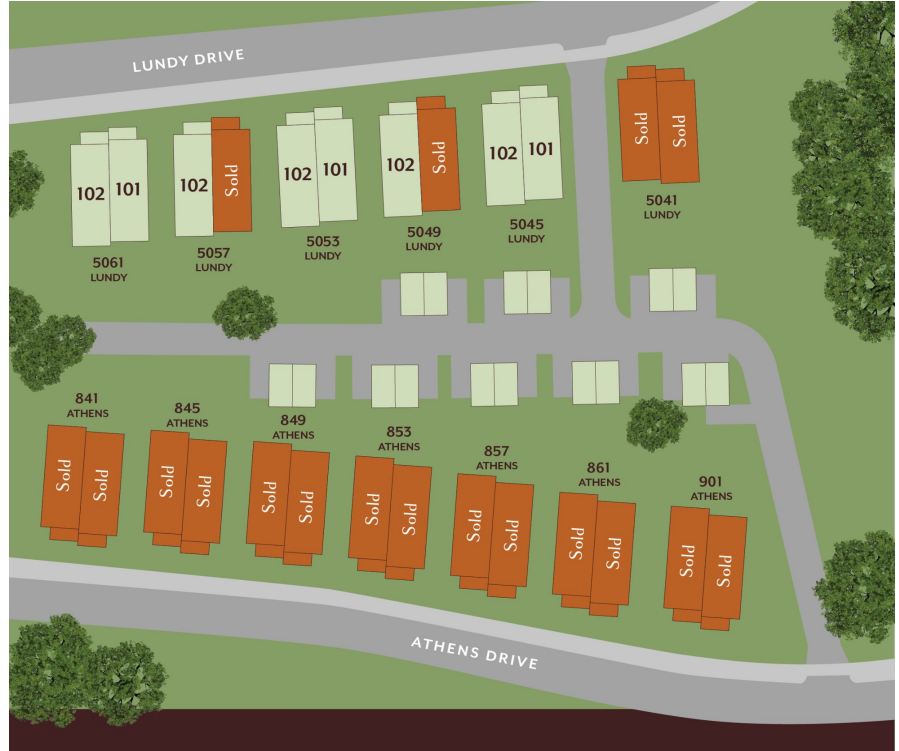 LUNDY DRIVE
102 101
5061
LUNDY
102 Sold
5057
LUNDY
102 101
5053
LUNDY
102 Sold
5049
LUNDY
102 101
5045
LUNDY
Sold Sold
5041
LUNDY
841
ATHENS
Sold Sold
845
ATHENS
Sold Sold
849
ATHENS
Sold Sold
853
ATHENS
Sold Sold
857
ATHENS
Sold Sold
861
ATHENS
Sold Sold
901
ATHENS
Sold Sold
ATHENS DRIVE